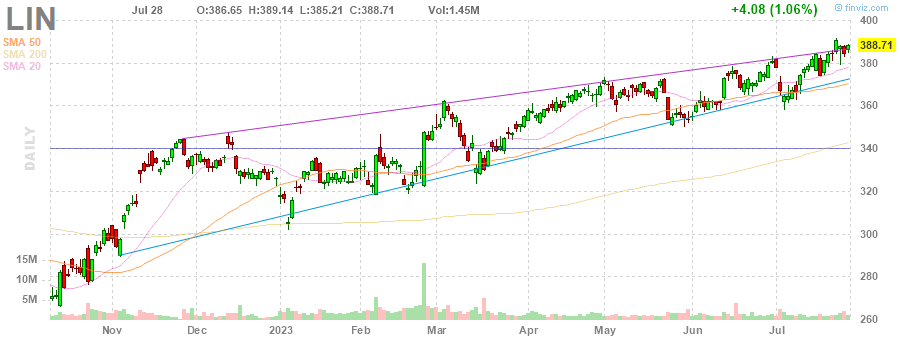 LIN Jul 28 O:386.65 H:389.14 L:385.21 C:388.71 Vol:1.45M +4.08 (1.06%) @ finviz.com
SMA 50
SMA 200
SMA 20
DAILY
400
388.71
380
360
340
320
300
280
260
15M
10M
5M
Nov Dec 2023 Feb Mar Apr May Jun Jul